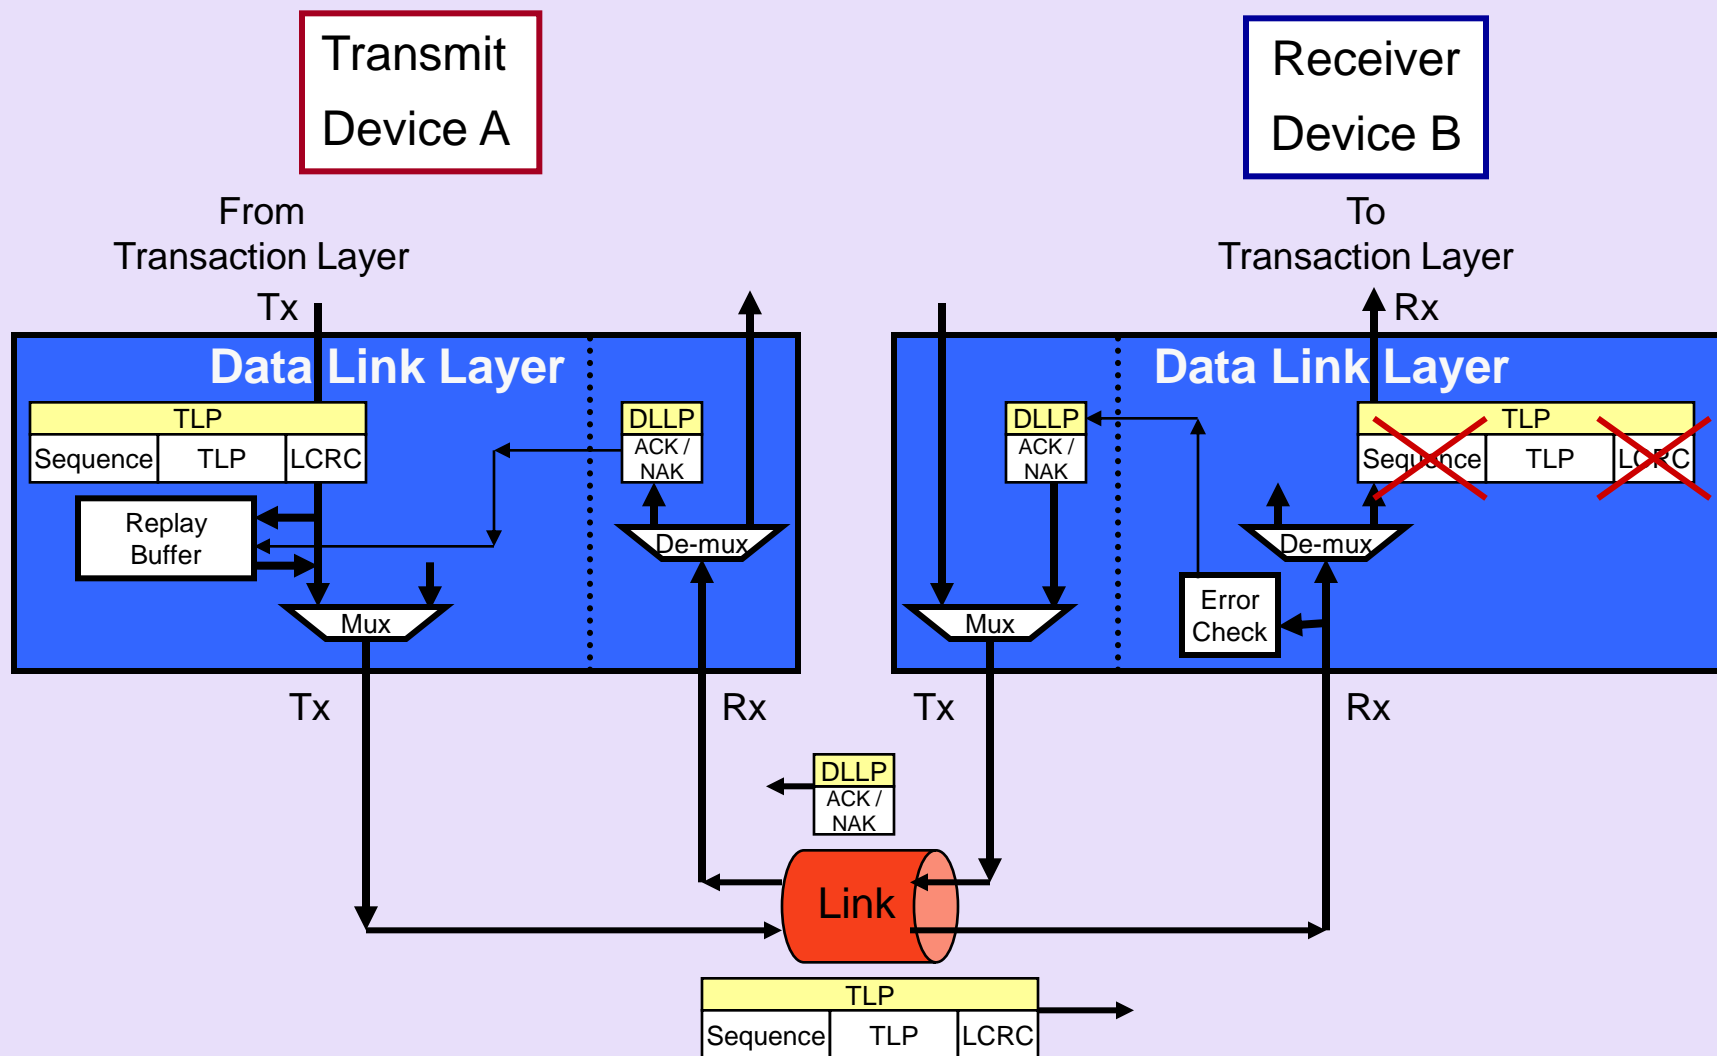 Transmit
Device A
Receiver
Device B
From
Transaction Layer
Tx
To
Transaction Layer
Rx
Data Link Layer
TLP
Sequence TLP LCRC
Replay
Buffer
Mux
DLLP
ACK /
NAK
De-mux
Data Link Layer
DLLP
ACK /
NAK
Mux
TLP
Sequence TLP LCRC
De-mux
Error
Check
Tx
Rx
Tx
Rx
DLLP
ACK /
NAK
Link
TLP
Sequence TLP LCRC